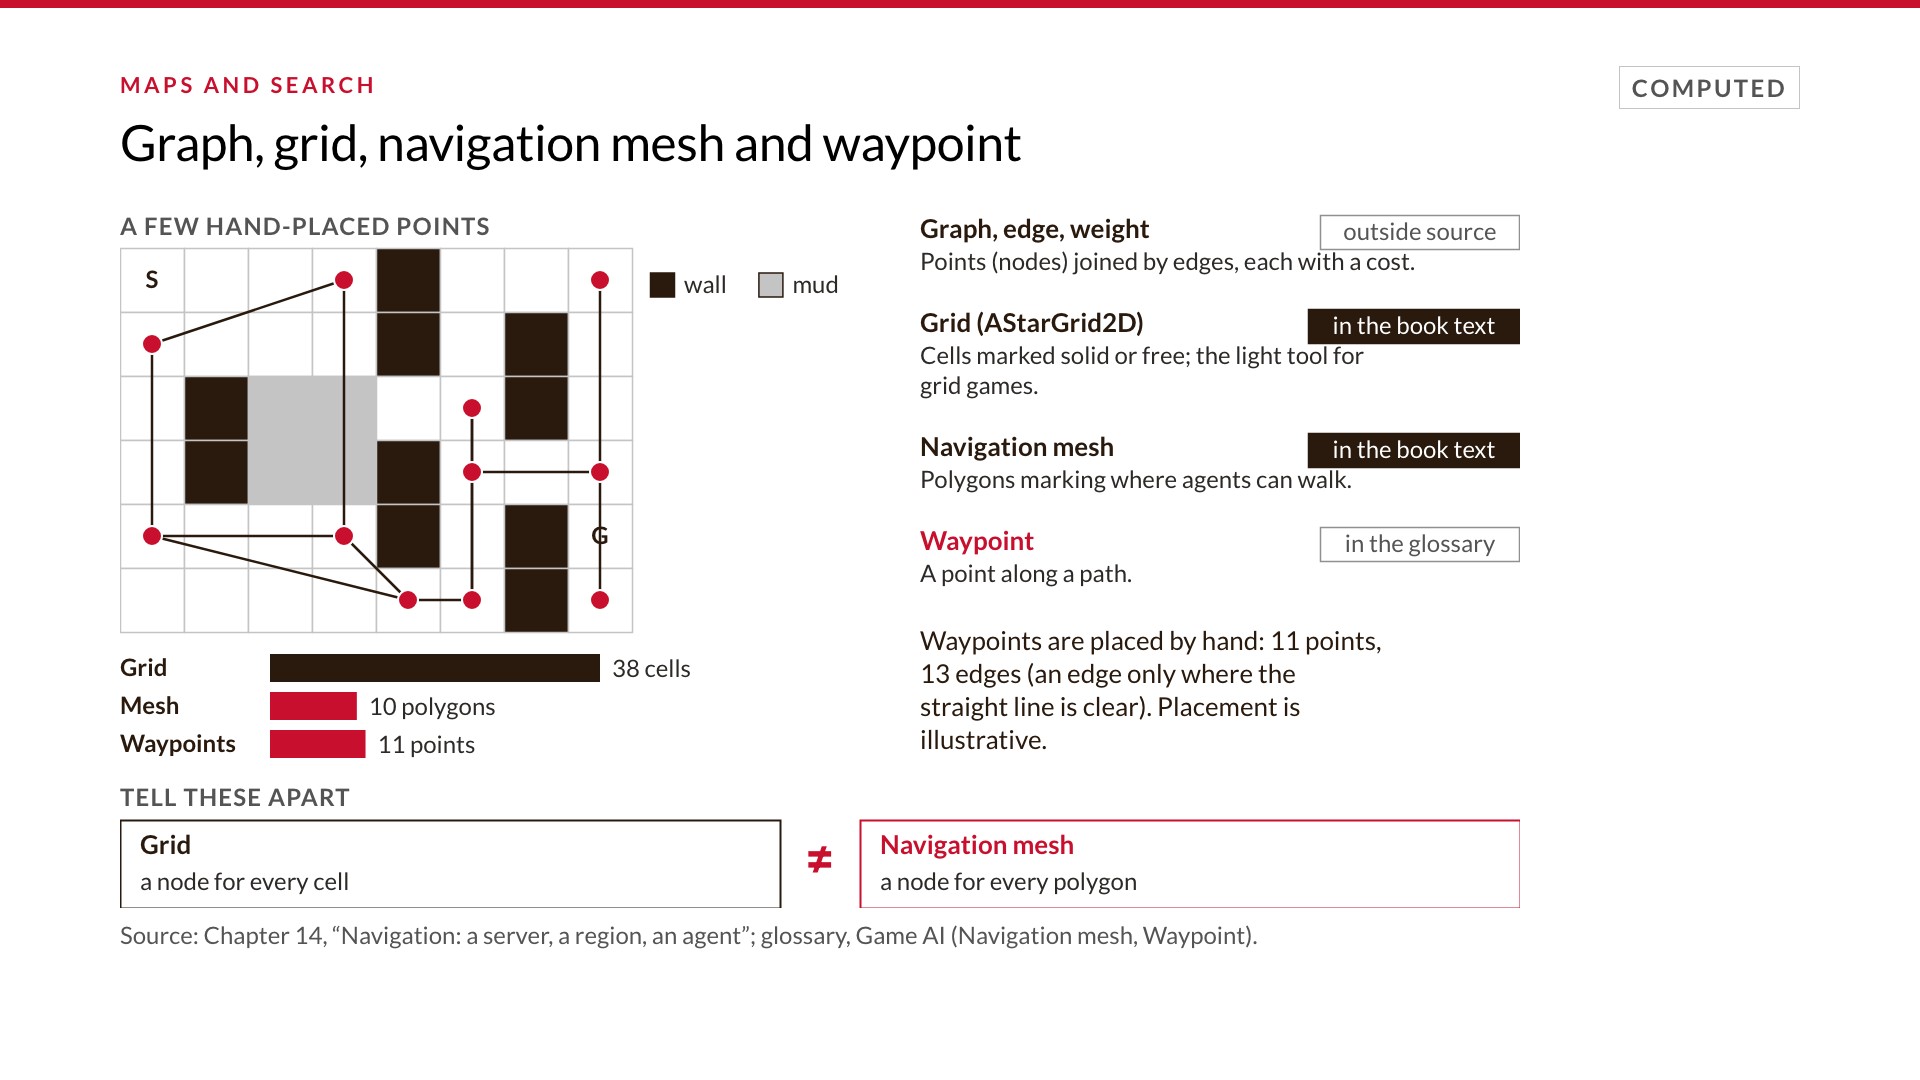 MAPS AND SEARCH
COMPUTED
Graph, grid, navigation mesh and waypoint
A FEW HAND-PLACED POINTS
S
G
wall
mud
Grid
38 cells
Mesh
10 polygons
Waypoints
11 points
Graph, edge, weight
outside source
Points (nodes) joined by edges, each with a cost.
Grid (AStarGrid2D)
in the book text
Cells marked solid or free; the light tool for
grid games.
Navigation mesh
in the book text
Polygons marking where agents can walk.
Waypoint
in the glossary
A point along a path.
Waypoints are placed by hand: 11 points,
13 edges (an edge only where the
straight line is clear). Placement is
illustrative.
TELL THESE APART
Grid
a node for every cell
≠
Navigation mesh
a node for every polygon
Source: Chapter 14, “Navigation: a server, a region, an agent”; glossary, Game AI (Navigation mesh, Waypoint).